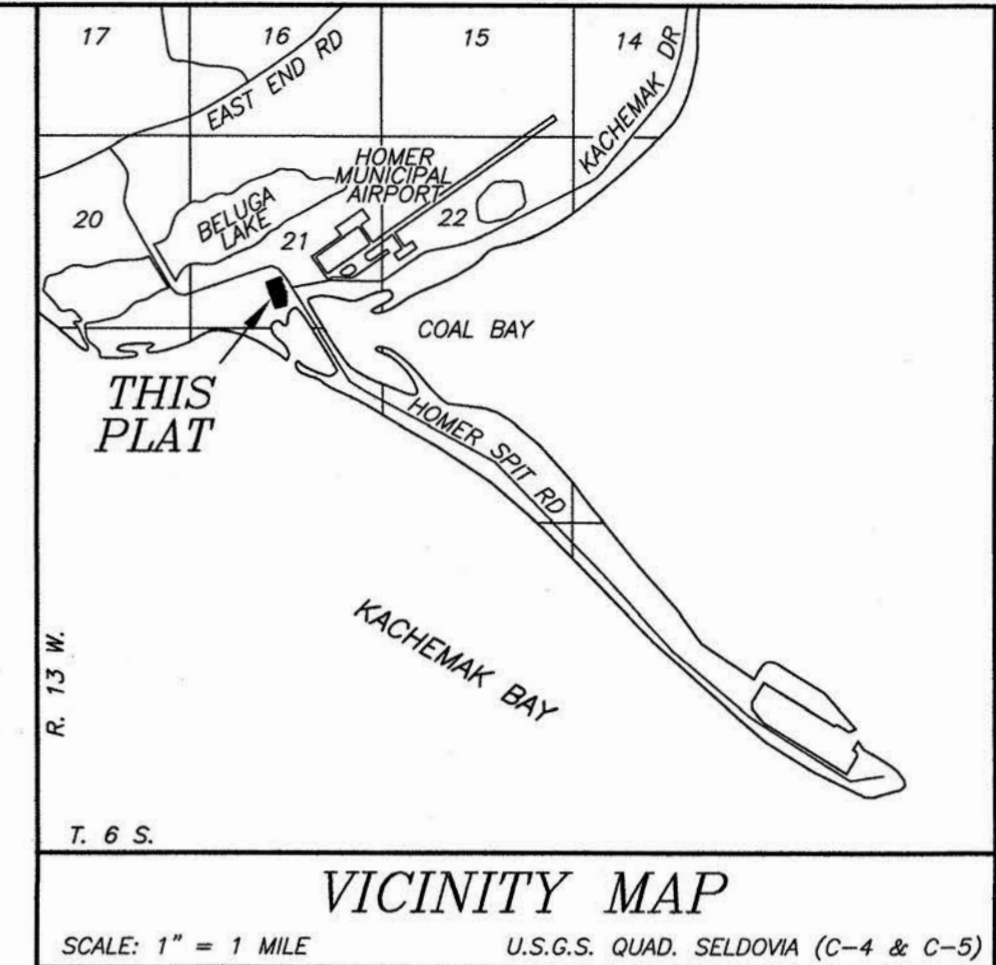 17
16
15
14
EAST END RD
KACHEMAK DR
HOMER
MUNICIPAL
AIRPORT
20
BELUGA
LAKE
21
22
COAL BAY
THIS
PLAT
HOMER SPIT RD
KACHEMAK BAY
R. 13 W.
T. 6 S.
VICINITY MAP
SCALE: 1" = 1 MILE
U.S.G.S. QUAD. SELDOVIA (C-4 & C-5)